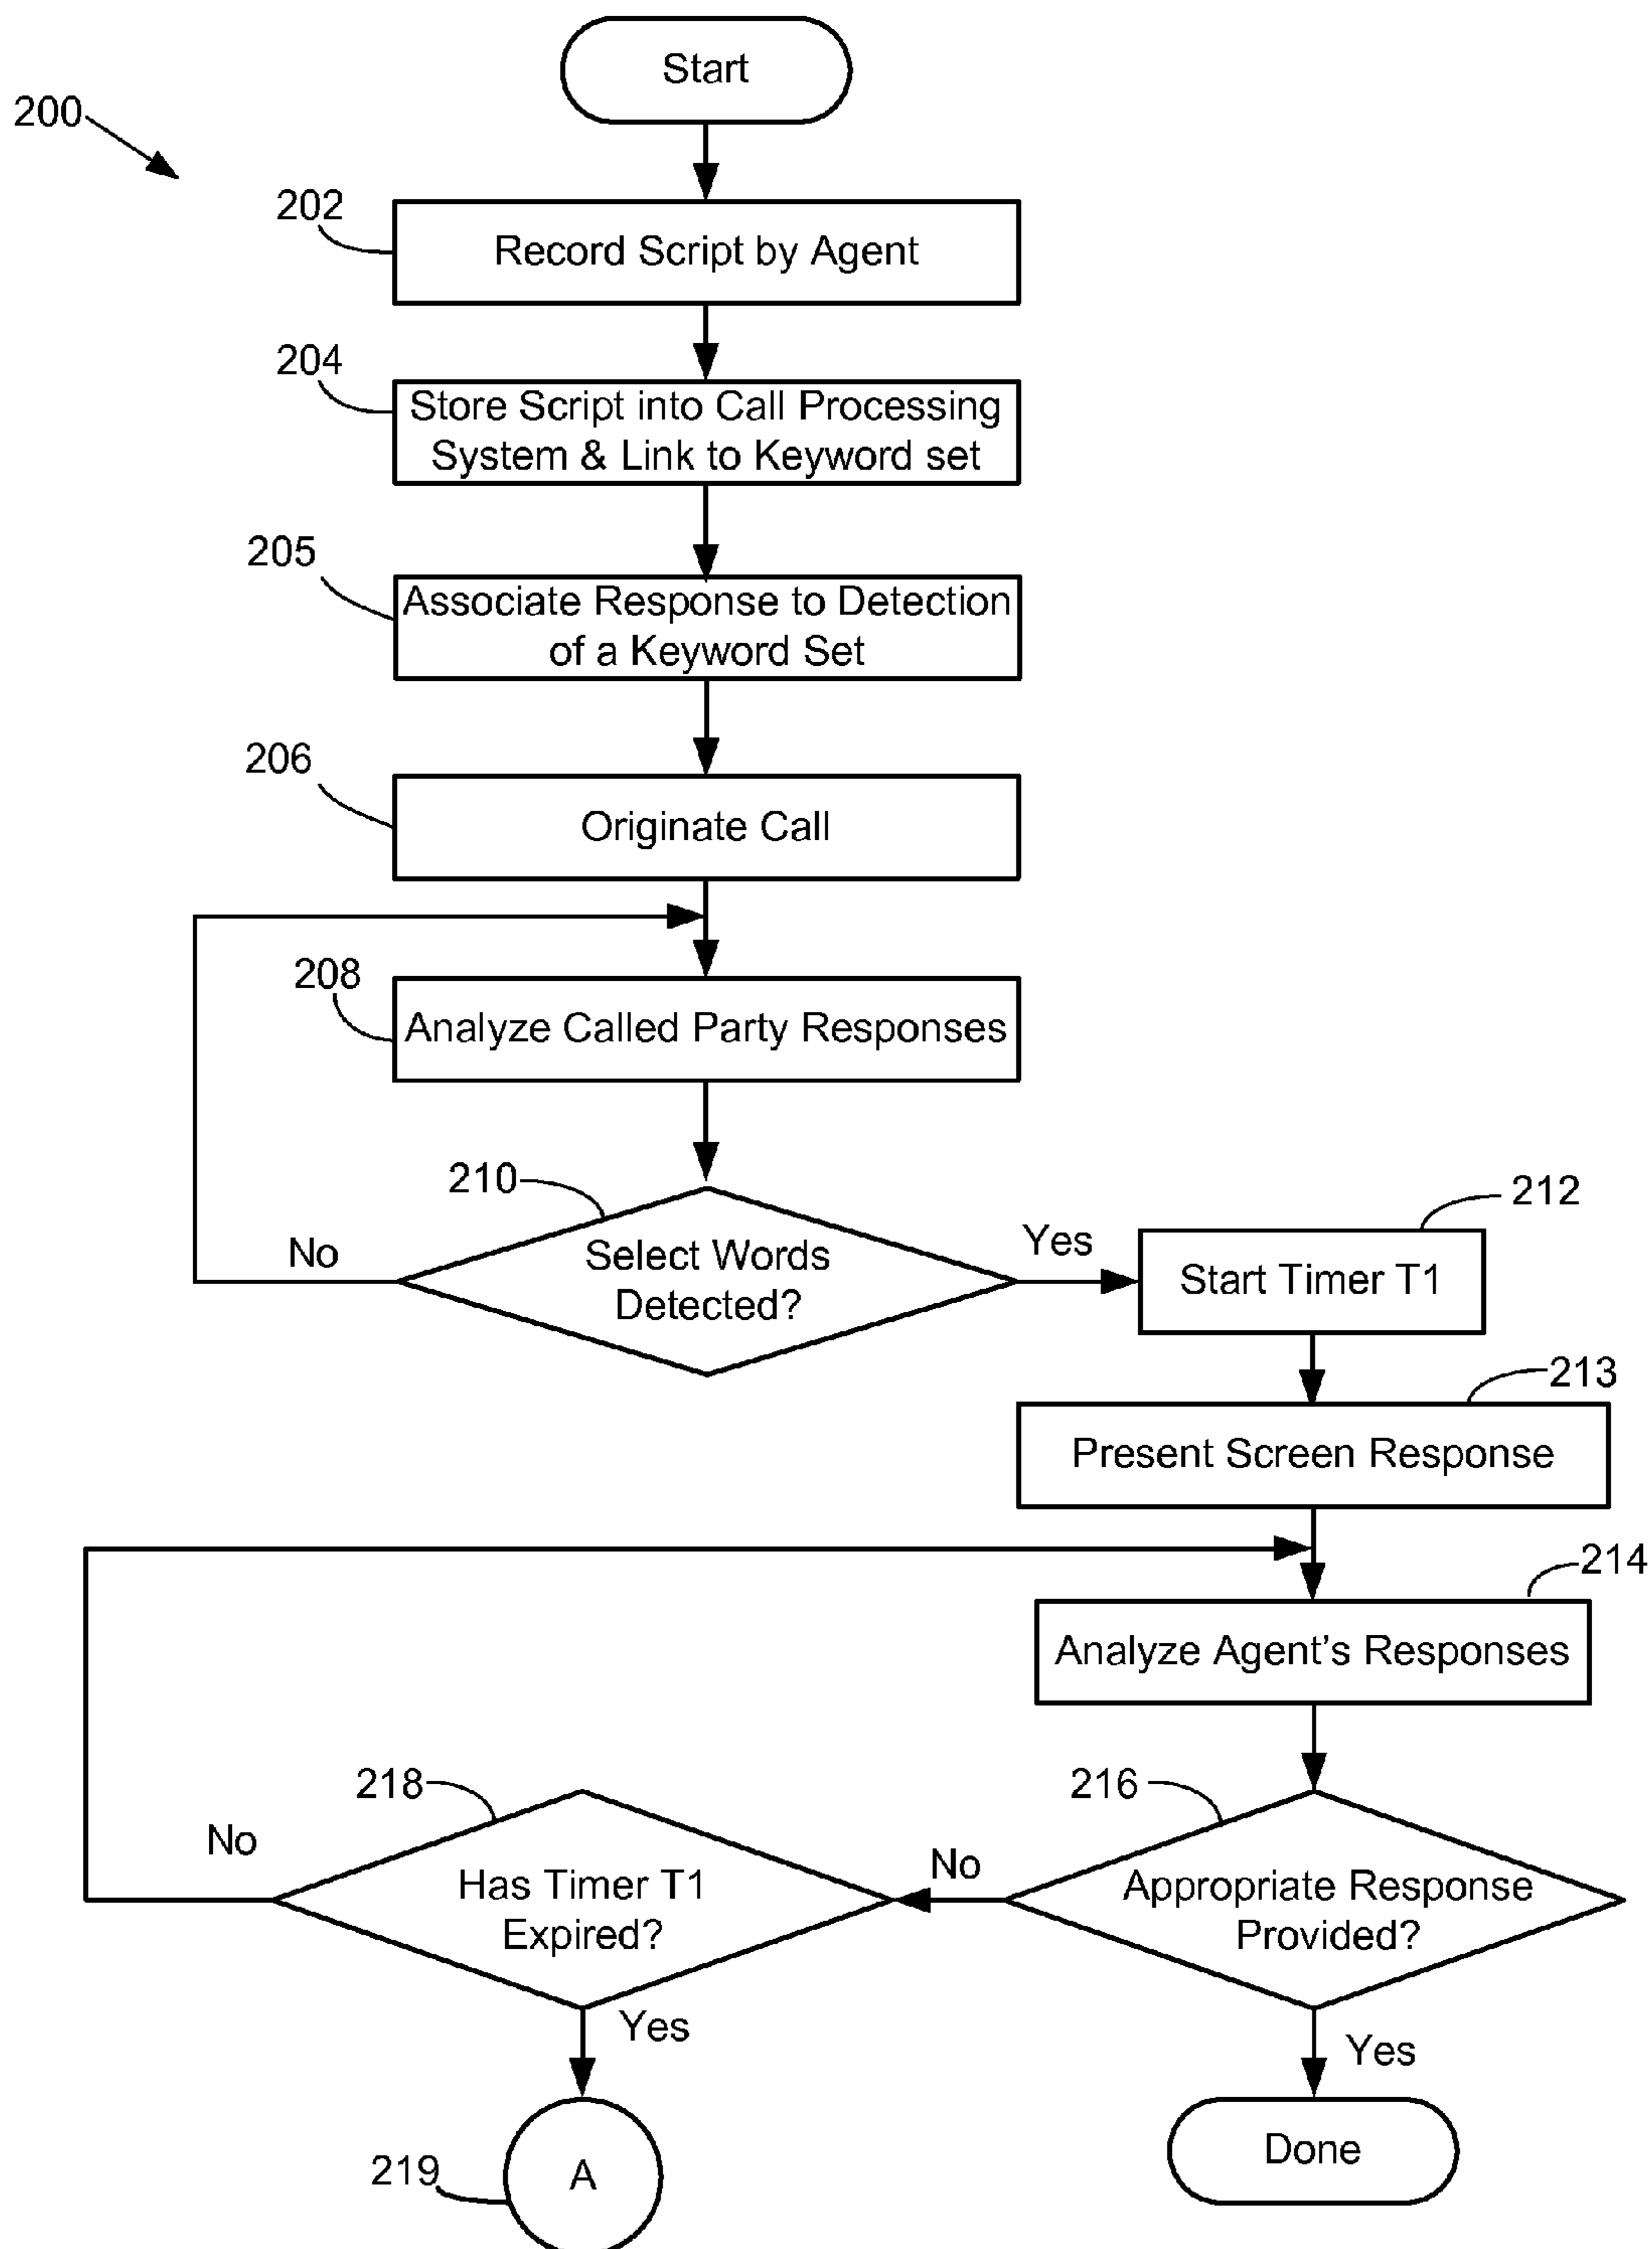 Start
200
202
Record Script by Agent
204
Store Script into Call Processing
System & Link to Keyword set
205
Associate Response to Detection
of a Keyword Set
206
Originate Call
208
Analyze Called Party Responses
210
Select Words
Detected?
No
Yes
212
Start Timer T1
213
Present Screen Response
214
Analyze Agent's Responses
216
Appropriate Response
Provided?
No
Yes
218
Has Timer T1
Expired?
No
Yes
219
A
Done